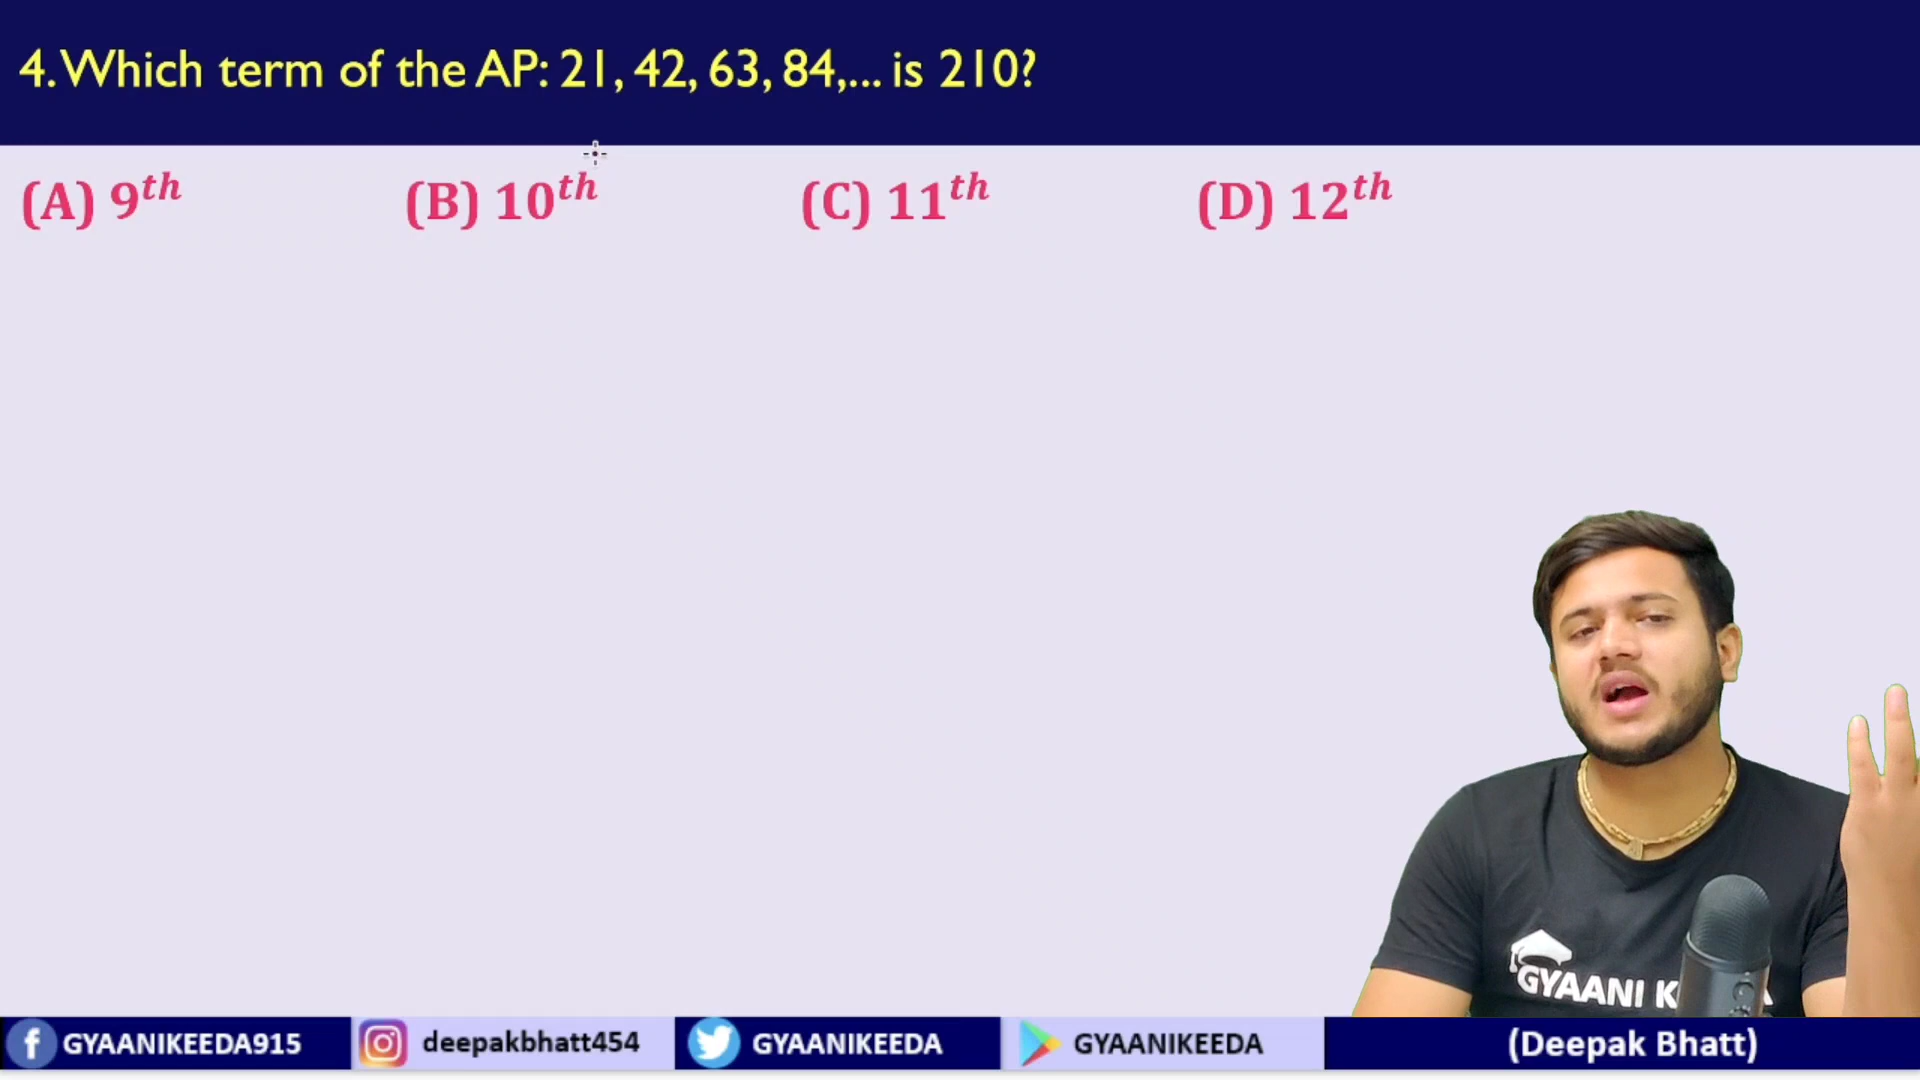 4. Which term of the AP: 21, 42, 63, 84,... is 210?
(A) 9th (B) 10th (C) 11th (D) 12th
GYAANI K
GYAANIKEEDA915 deepakbhatt454 GYAANIKEEDA GYAANIKEEDA (Deepak Bhatt)